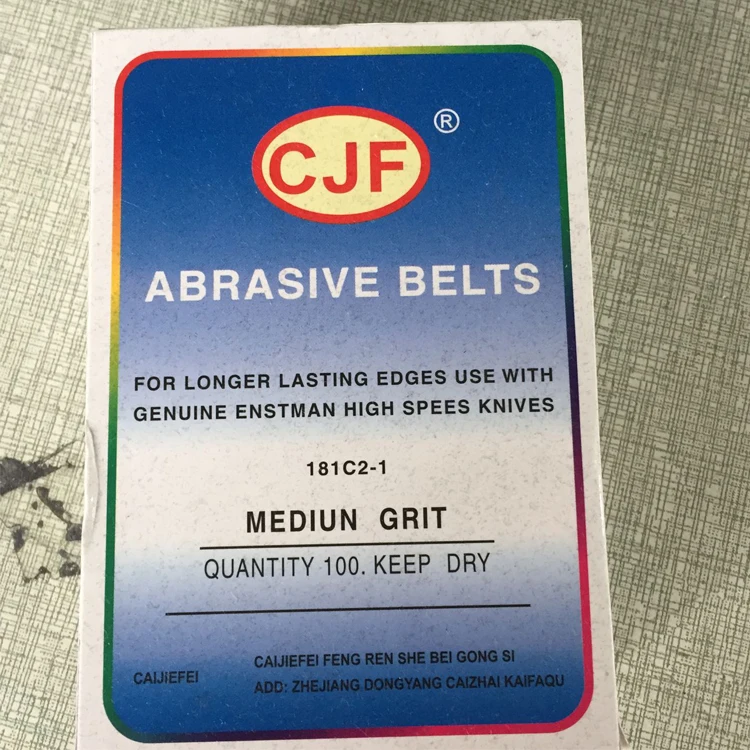 CJF ®
ABRASIVE BELTS
FOR LONGER LASTING EDGES USE WITH
GENUINE ENSTMAN HIGH SPEES KNIVES
181C2-1
MEDIUN GRIT
QUANTITY 100. KEEP DRY
CAIJIEFEI
CAIJIEFEI FENG REN SHE BEI GONG SI
ADD: ZHEJIANG DONGYANG CAIZHAI KAIFAQU